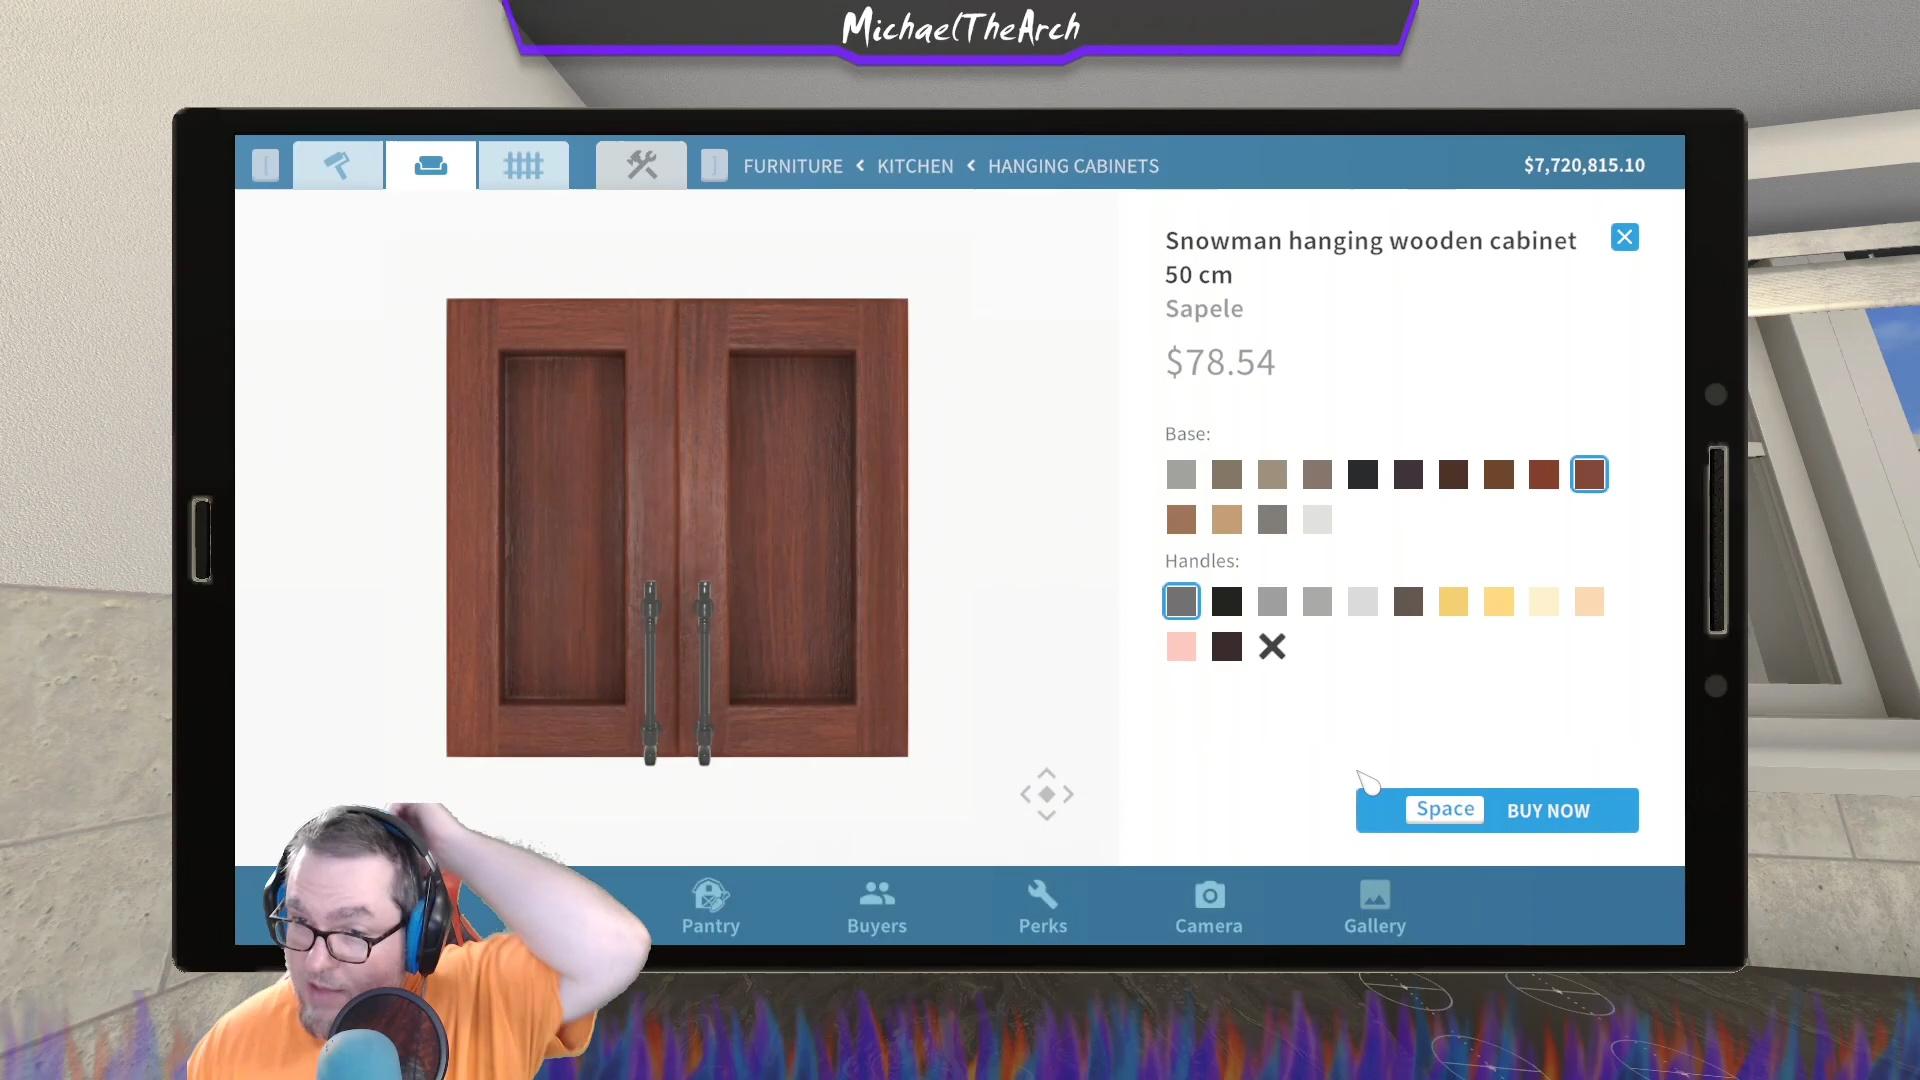 MichaelTheArch
FURNITURE < KITCHEN < HANGING CABINETS
$7,720,815.10
Snowman hanging wooden cabinet
50 cm
Sapele
$78.54
Base:
Handles:
Space BUY NOW
Pantry
Buyers
Perks
Camera
Gallery